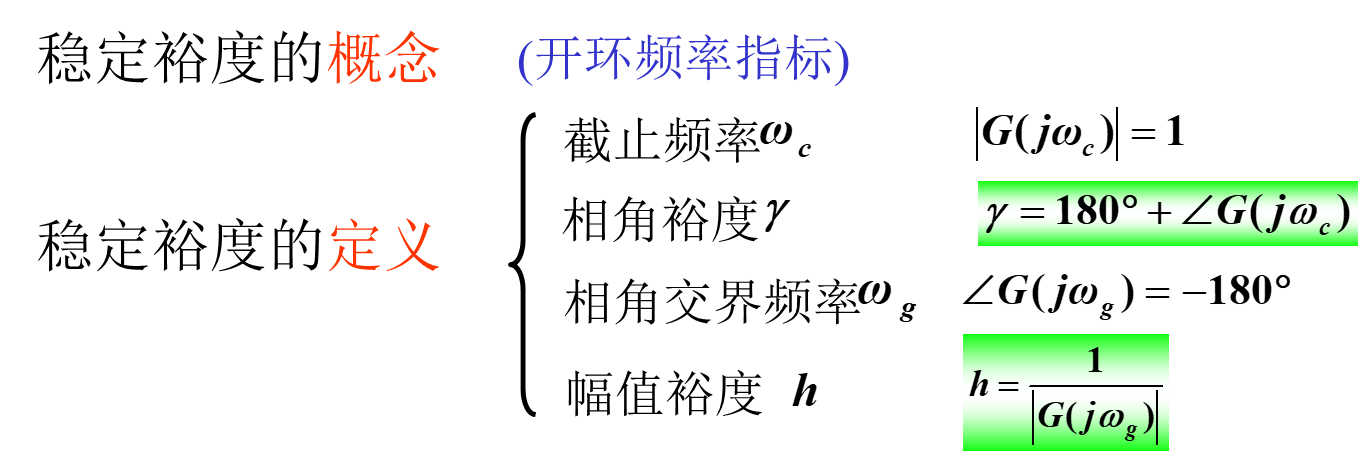 稳定裕度的概念 (开环频率指标)
截止频率ω_c |G(jω_c)| = 1
相角裕度γ γ = 180° + ∠G(jω_c)
稳定裕度的定义
相角交界频率ω_g ∠G(jω_g) = −180°
幅值裕度 h h = 1/|G(jω_g)|